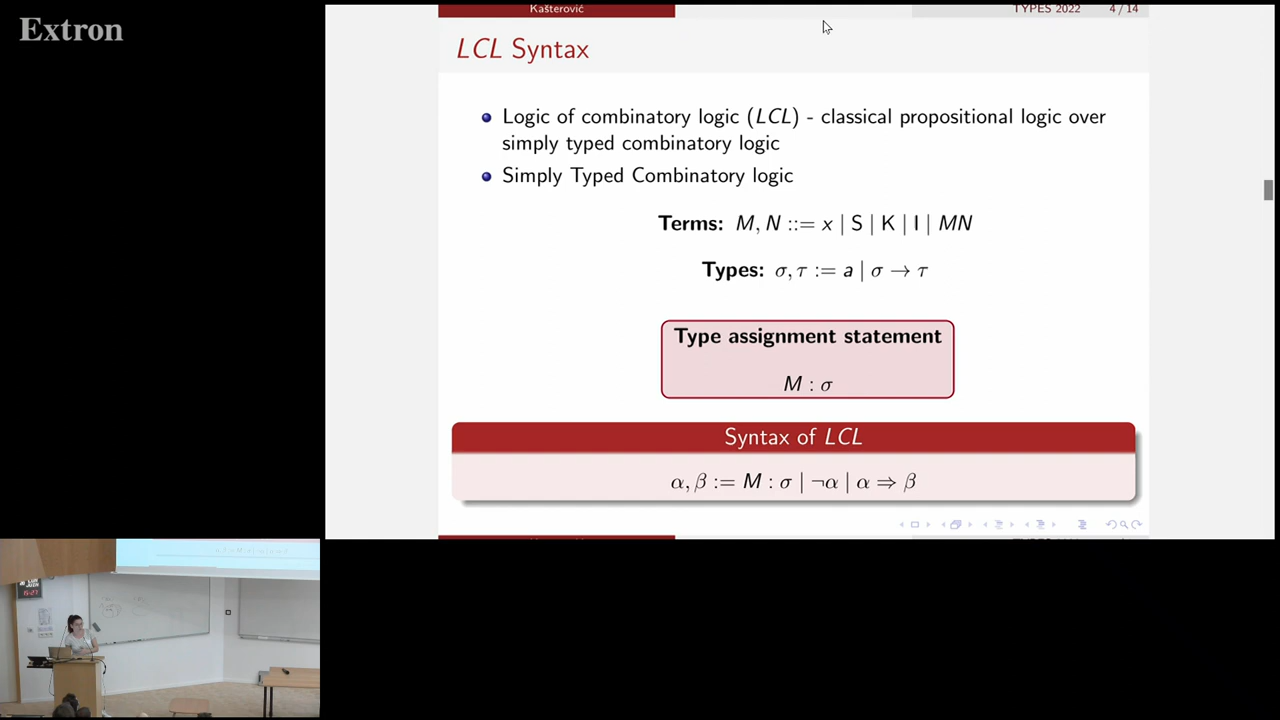 Extron
Kašterović TYPES 2022 4 / 14
LCL Syntax
Logic of combinatory logic (LCL) - classical propositional logic over
simply typed combinatory logic
Simply Typed Combinatory logic
Terms: M, N ::= x | S | K | I | MN
Types: σ, τ := a | σ → τ
Type assignment statement
M : σ
Syntax of LCL
α, β := M : σ | ¬α | α ⇒ β